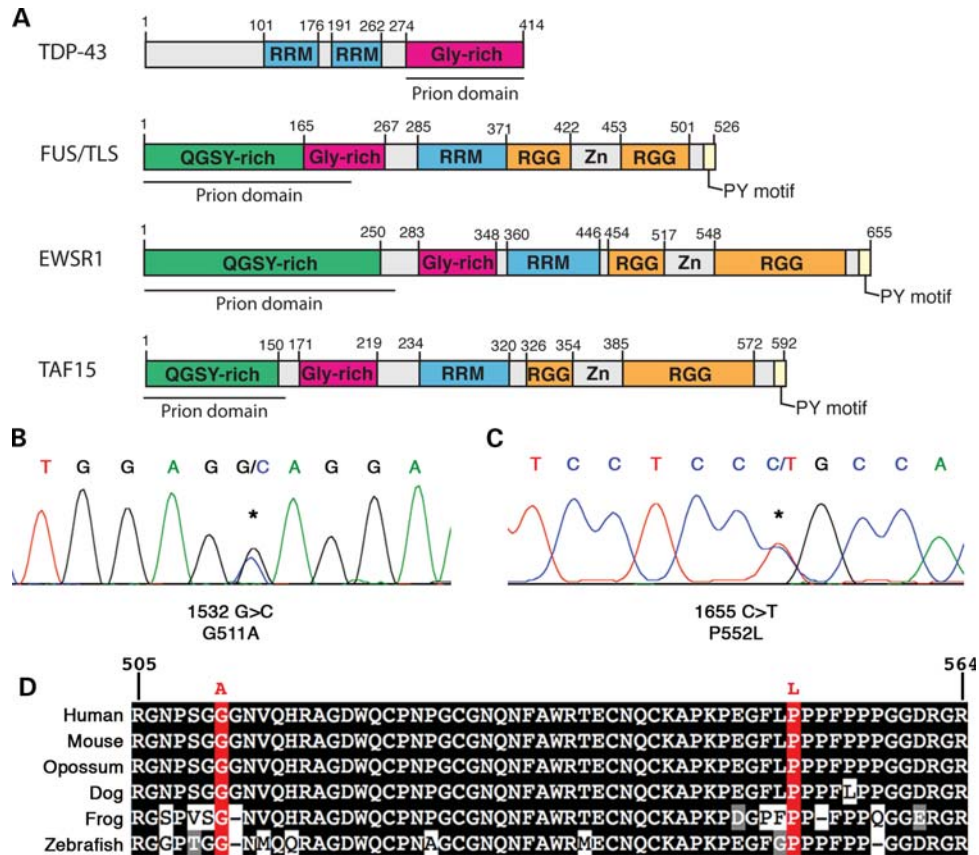 A
1 101 176 191 262 274 414
TDP-43 RRM RRM Gly-rich
Prion domain
1 165 267 285 371 422 453 501 526
FUS/TLS QGSY-rich Gly-rich RRM RGG Zn RGG
Prion domain PY motif
1 250 283 348 360 446 454 517 548 655
EWSR1 QGSY-rich Gly-rich RRM RGG Zn RGG
Prion domain PY motif
1 150 171 219 234 320 326 354 385 572 592
TAF15 QGSY-rich Gly-rich RRM RGG Zn RGG
Prion domain PY motif
B
T G G A G G/C A G G A
*
1532 G>C
G511A
C
T C C T C C C/T G C C A
*
1655 C>T
P552L
505 564
D A L
Human RGNPSGGGNVQHRAGDWQCPNPGCGNQNFAWRTECNQCKAPKPEGFLPPPFPPPGGDRGR
Mouse RGNPSGGGNVQHRAGDWQCPNPGCGNQNFAWRTECNQCKAPKPEGFLPPPFPPPGGDRGR
Opossum RGNPSGGGNVQHRAGDWQCPNPGCGNQNFAWRTECNQCKAPKPEGFLPPPFPPPGGDRGR
Dog RGNPSGGGNVQHRAGDWQCPNPGCGNQNFAWRTECNQCKAPKPEGFLPPPFLPPGGDRGR
Frog RGSPVSG-NVQHRAGDWQCPNPGCGNQNFAWRTECNQCKAPKPDGPFPP-FPPQGGERGR
Zebrafish RGGPTGG-NMQQRAGDWQCPNAGCGNQNFAWRMECNQCKAPKPEGFGPPPFPP-GGDRGR